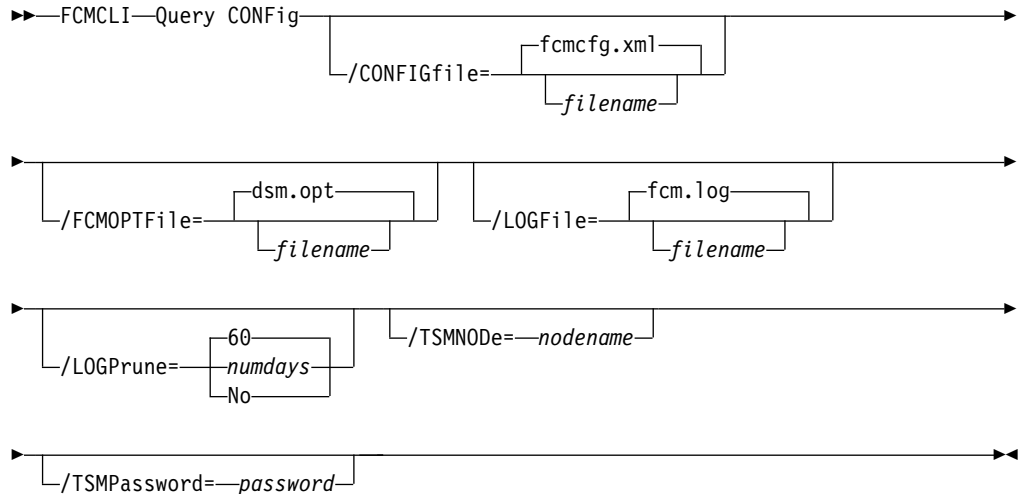 FCMCLI Query CONFig
fcmcfg.xml
/CONFIGfile=
filename
dsm.opt
fcm.log
/FCMOPTFile=
/LOGFile=
filename
filename
60
/TSMNODe= nodename
/LOGPrune=
numdays
No
/TSMPassword= password